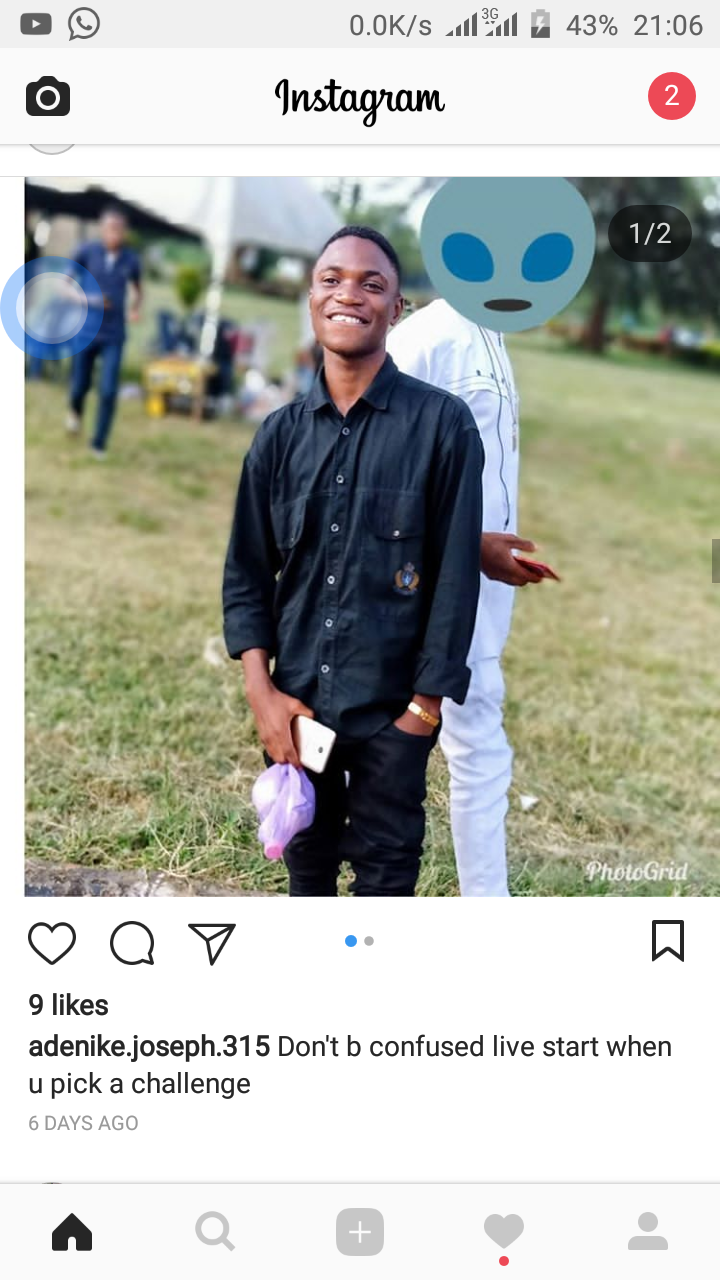 0.0K/s 3G 43% 21:06
Instagram
2
1/2
PhotoGrid
9 likes
adenike.joseph.315 Don't b confused live start when
u pick a challenge
6 DAYS AGO